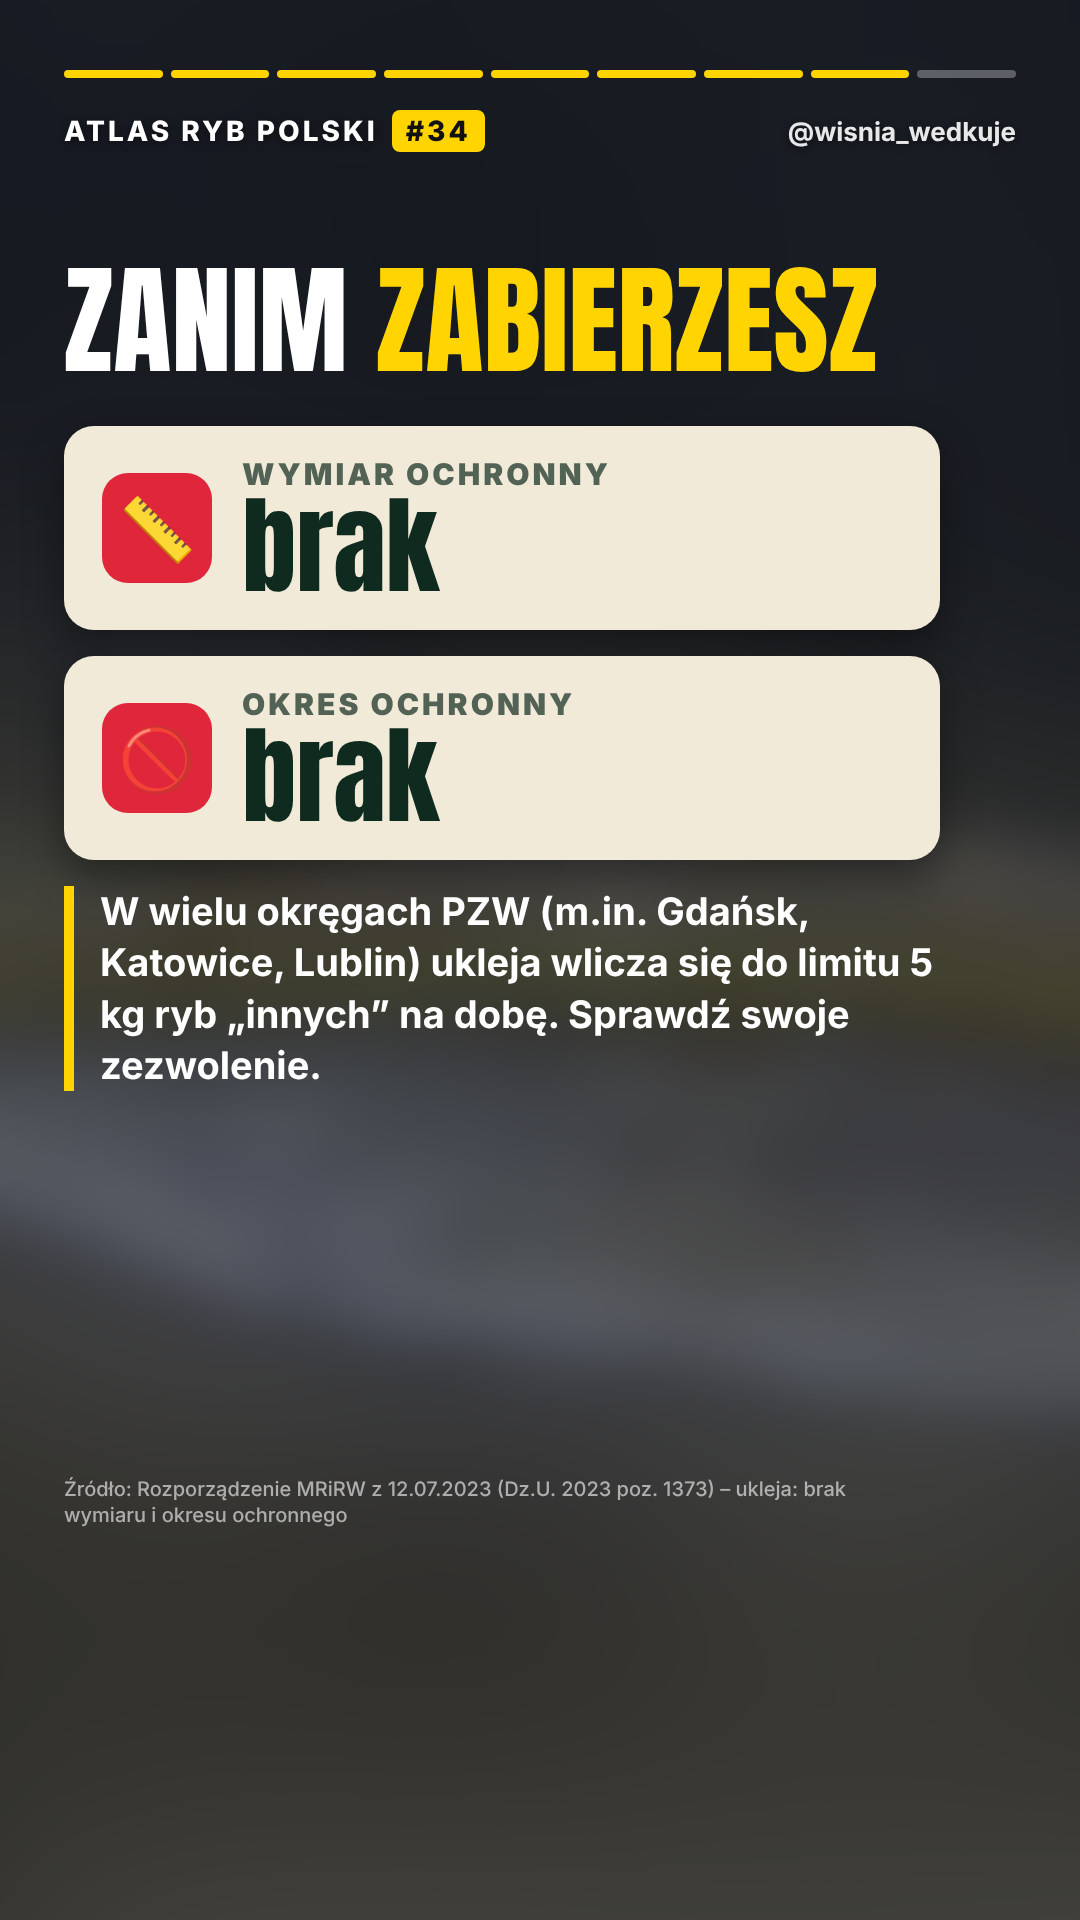 ATLAS RYB POLSKI #34
@wisnia_wedkuje
ZANIM ZABIERZESZ
WYMIAR OCHRONNY
brak
OKRES OCHRONNY
brak
W wielu okręgach PZW (m.in. Gdańsk,
Katowice, Lublin) ukleja wlicza się do limitu 5
kg ryb „innych” na dobę. Sprawdź swoje
zezwolenie.
Źródło: Rozporządzenie MRiRW z 12.07.2023 (Dz.U. 2023 poz. 1373) – ukleja: brak
wymiaru i okresu ochronnego